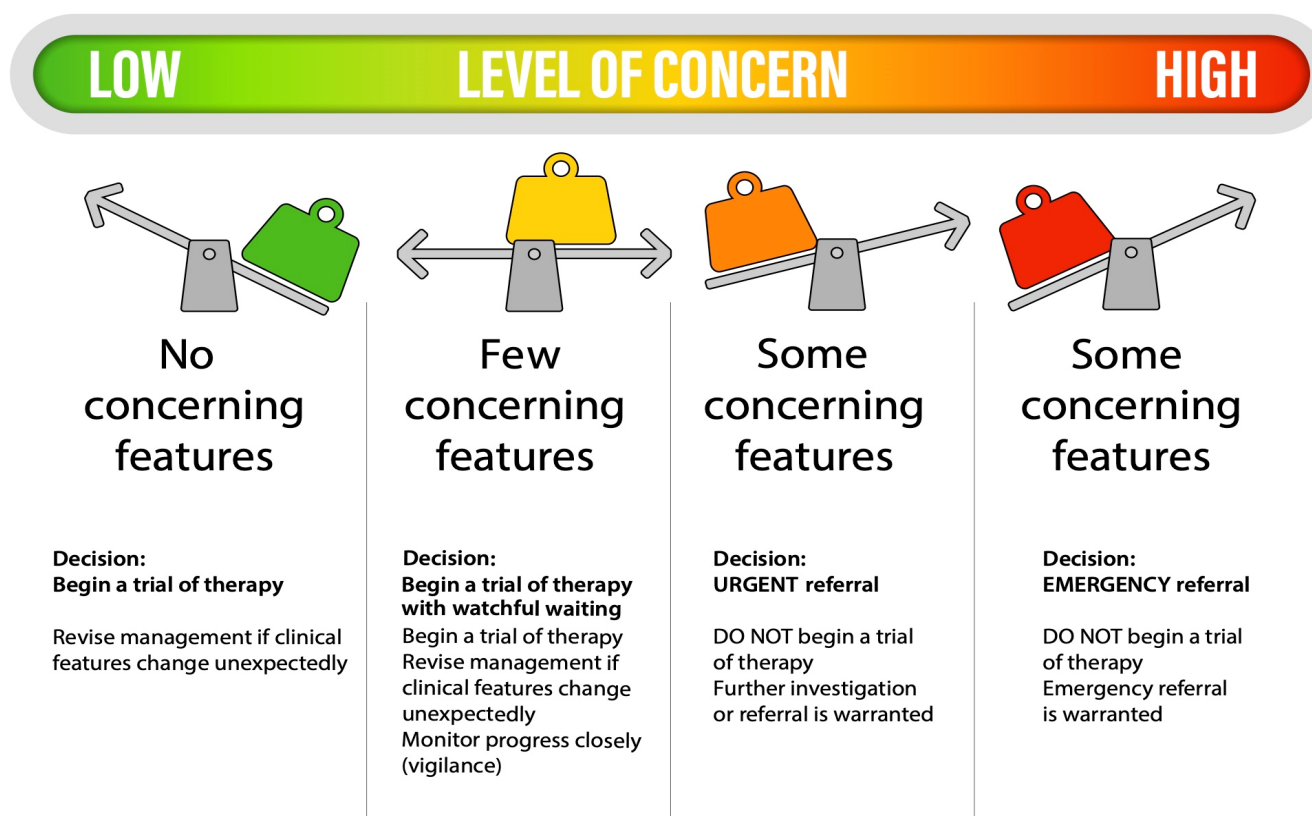 LOW LEVEL OF CONCERN HIGH
No
concerning
features
Decision:
Begin a trial of therapy
Revise management if clinical
features change unexpectedly
Few
concerning
features
Decision:
Begin a trial of therapy
with watchful waiting
Begin a trial of therapy
Revise management if
clinical features change
unexpectedly
Monitor progress closely
(vigilance)
Some
concerning
features
Decision:
URGENT referral
DO NOT begin a trial
of therapy
Further investigation
or referral is warranted
Some
concerning
features
Decision:
EMERGENCY referral
DO NOT begin a trial
of therapy
Emergency referral
is warranted